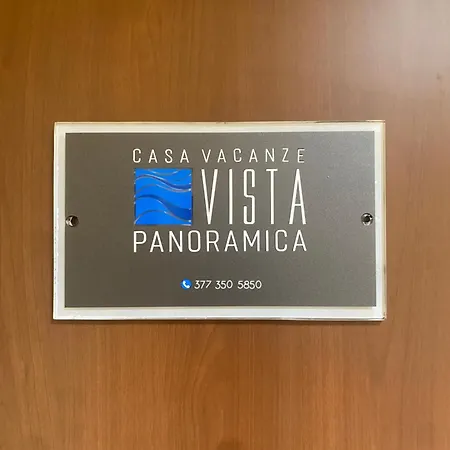 CASA VACANZE
VISTA
PANORAMICA
377 350 5850